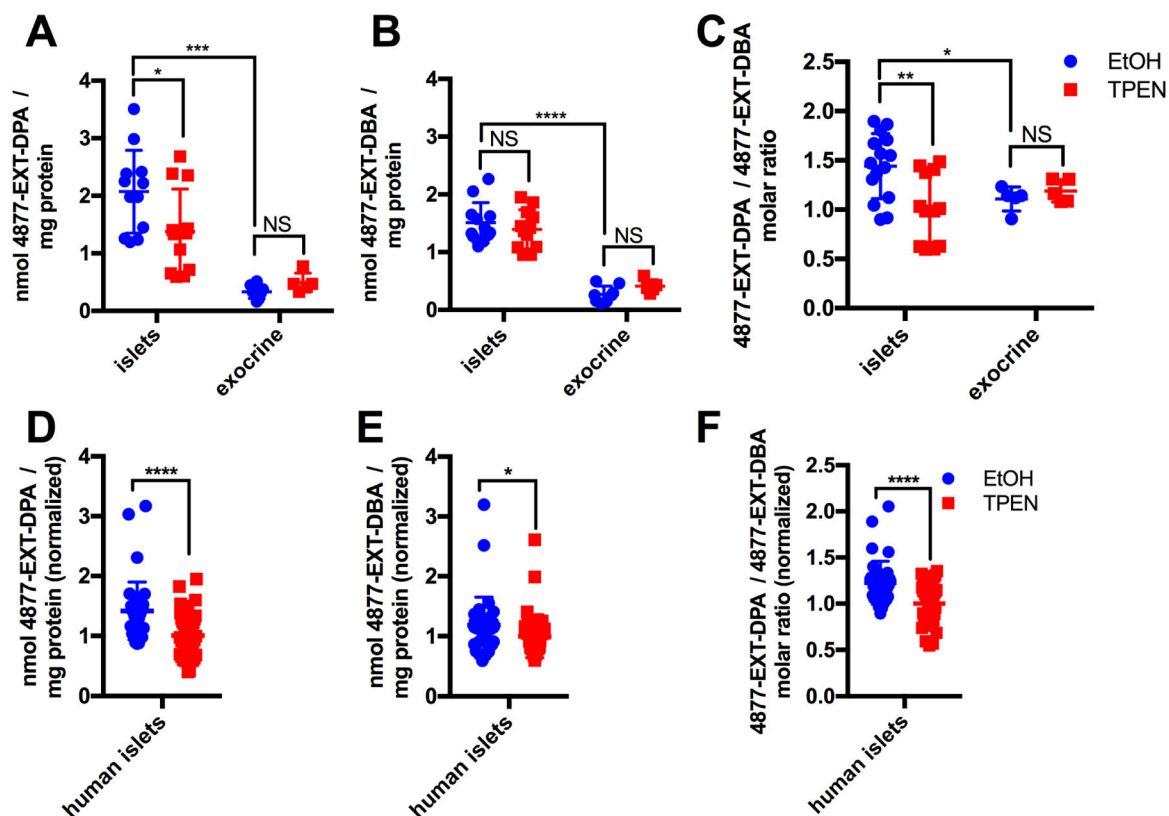 A
nmol 4877-EXT-DPA /
mg protein
4
3
2
1
0
***
*
NS
islets
exocrine
B
nmol 4877-EXT-DBA /
mg protein
4
3
2
1
0
****
NS
NS
islets
exocrine
C
4877-EXT-DPA / 4877-EXT-DBA
molar ratio
2.5
2.0
1.5
1.0
0.5
0.0
*
**
NS
islets
exocrine
EtOH
TPEN
D
nmol 4877-EXT-DPA /
mg protein (normalized)
4
3
2
1
0
****
human islets
E
nmol 4877-EXT-DBA /
mg protein (normalized)
4
3
2
1
0
*
human islets
F
4877-EXT-DPA / 4877-EXT-DBA
molar ratio (normalized)
2.5
2.0
1.5
1.0
0.5
0.0
****
human islets
EtOH
TPEN